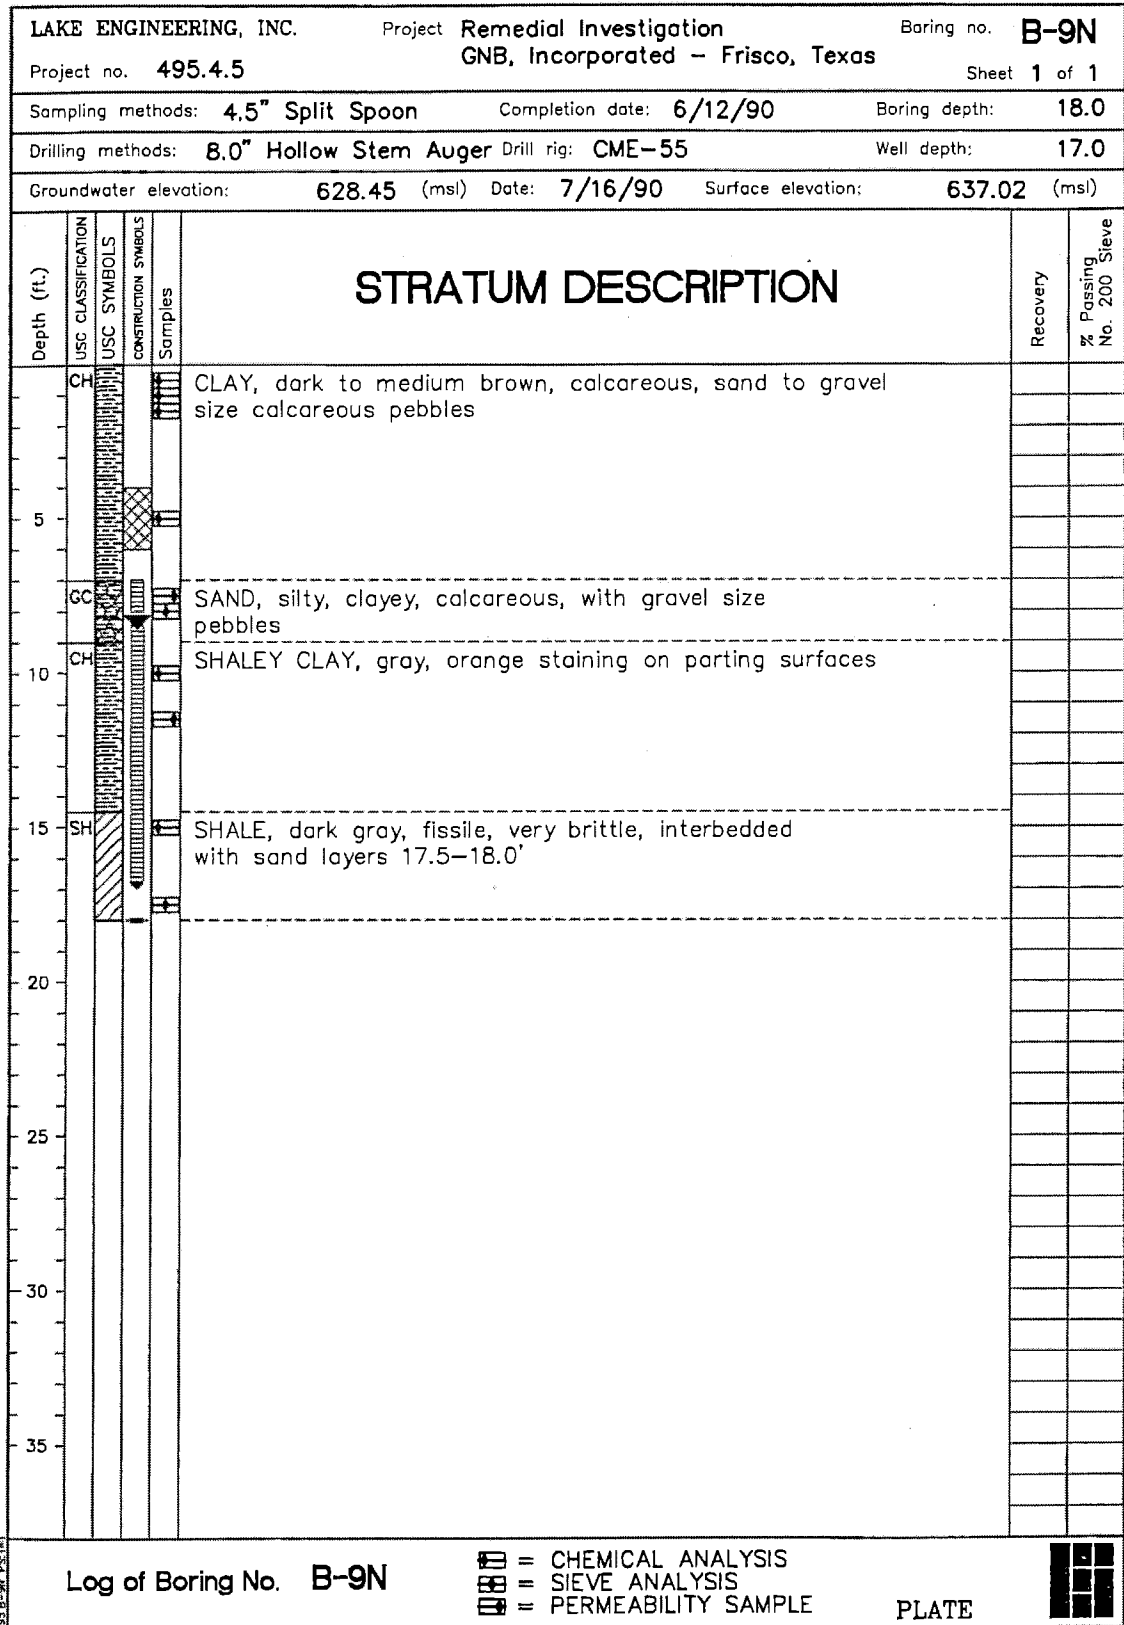 LAKE ENGINEERING, INC. Project Remedial Investigation Boring no. B-9N
GNB, Incorporated – Frisco, Texas
Project no. 495.4.5 Sheet 1 of 1
Sampling methods: 4.5" Split Spoon Completion date: 6/12/90 Boring depth: 18.0
Drilling methods: 8.0" Hollow Stem Auger Drill rig: CME-55 Well depth: 17.0
Groundwater elevation: 628.45 (msl) Date: 7/16/90 Surface elevation: 637.02 (msl)
Depth (ft.)
USC CLASSIFICATION
USC SYMBOLS
CONSTRUCTION SYMBOLS
Samples
STRATUM DESCRIPTION
Recovery
% Passing
No. 200 Sieve
CH CLAY, dark to medium brown, calcareous, sand to gravel
size calcareous pebbles
5
GC SAND, silty, clayey, calcareous, with gravel size
pebbles
CH SHALEY CLAY, gray, orange staining on parting surfaces
10
15 SH SHALE, dark gray, fissile, very brittle, interbedded
with sand layers 17.5–18.0'
20
25
30
35
Log of Boring No. B-9N
= CHEMICAL ANALYSIS
= SIEVE ANALYSIS
= PERMEABILITY SAMPLE
PLATE